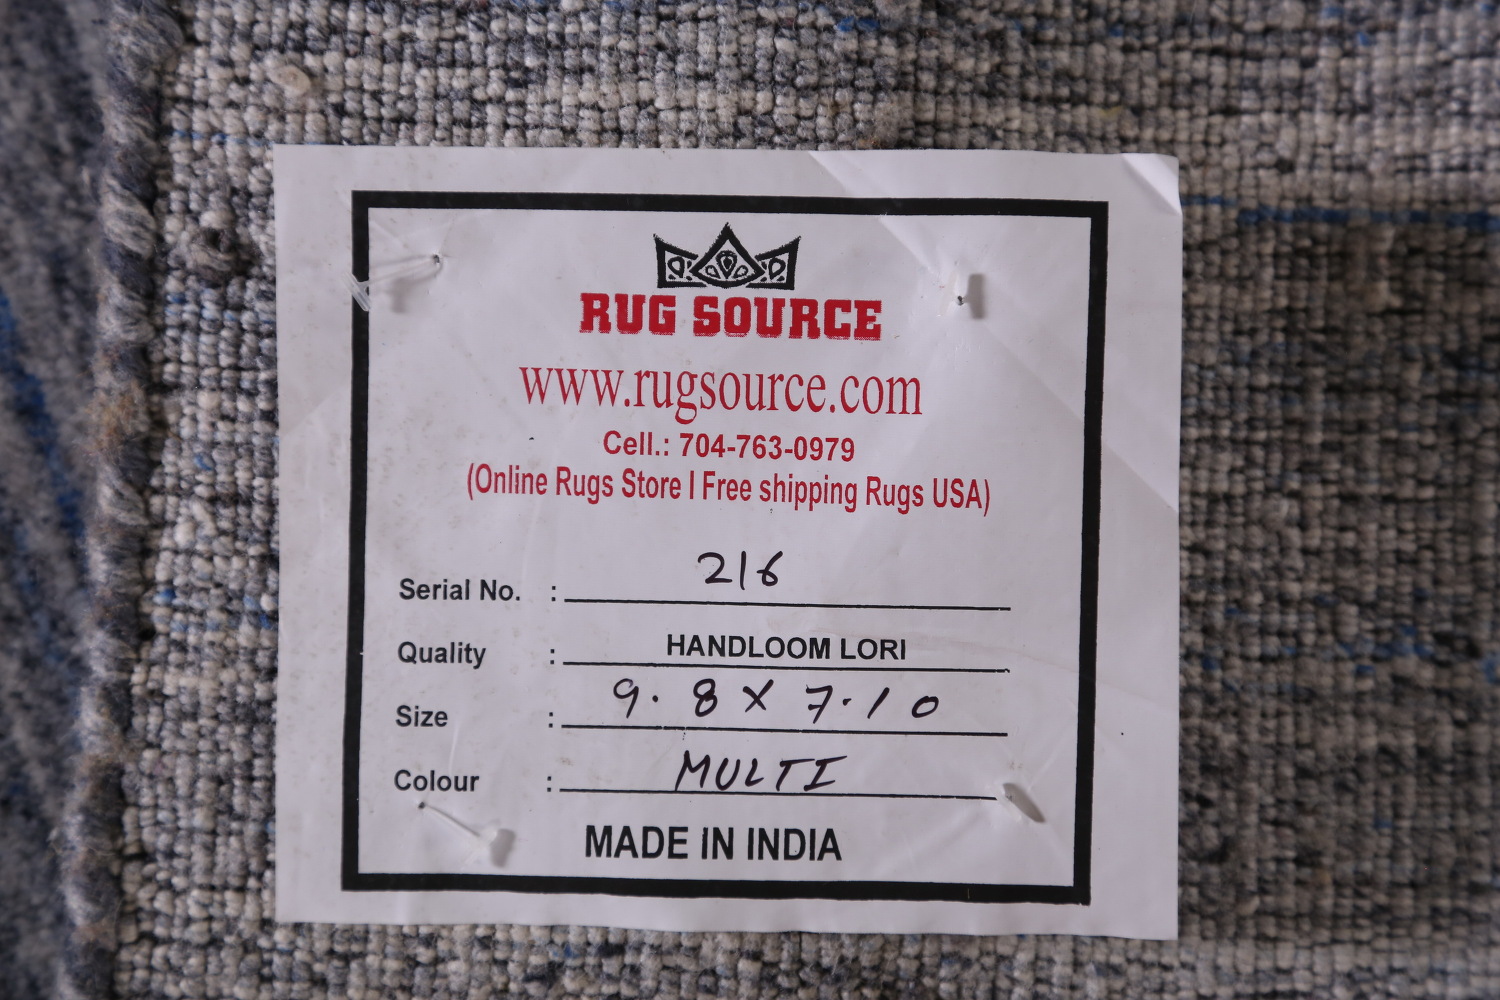 RUG SOURCE
www.rugsource.com
Cell.: 704-763-0979
(Online Rugs Store I Free shipping Rugs USA)
Serial No. : 216
Quality : HANDLOOM LORI
Size : 9.8 X 7.10
Colour : MULTI
MADE IN INDIA